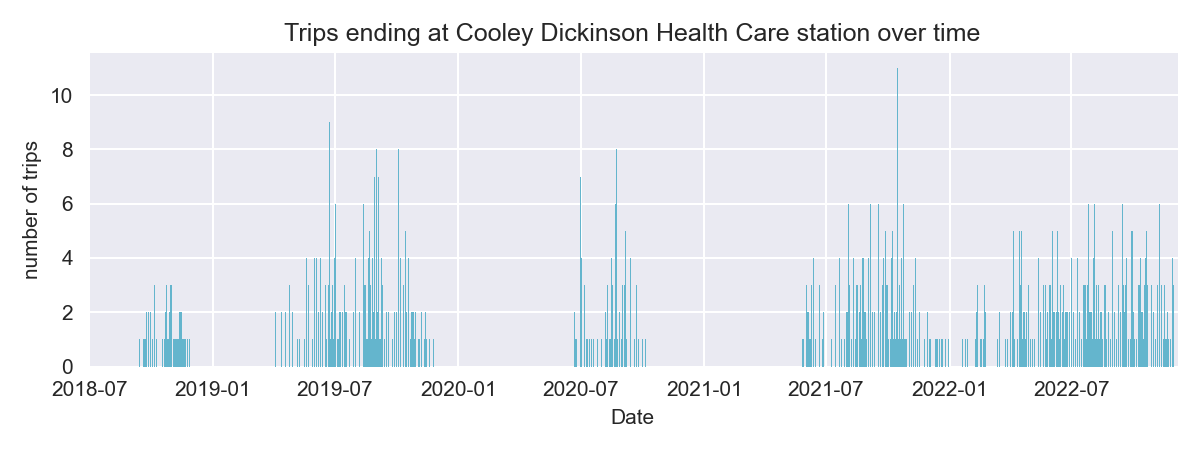 Trips ending at Cooley Dickinson Health Care station over time
number of trips
10
8
6
4
2
0
2018-07 2019-01 2019-07 2020-01 2020-07 2021-01 2021-07 2022-01 2022-07
Date